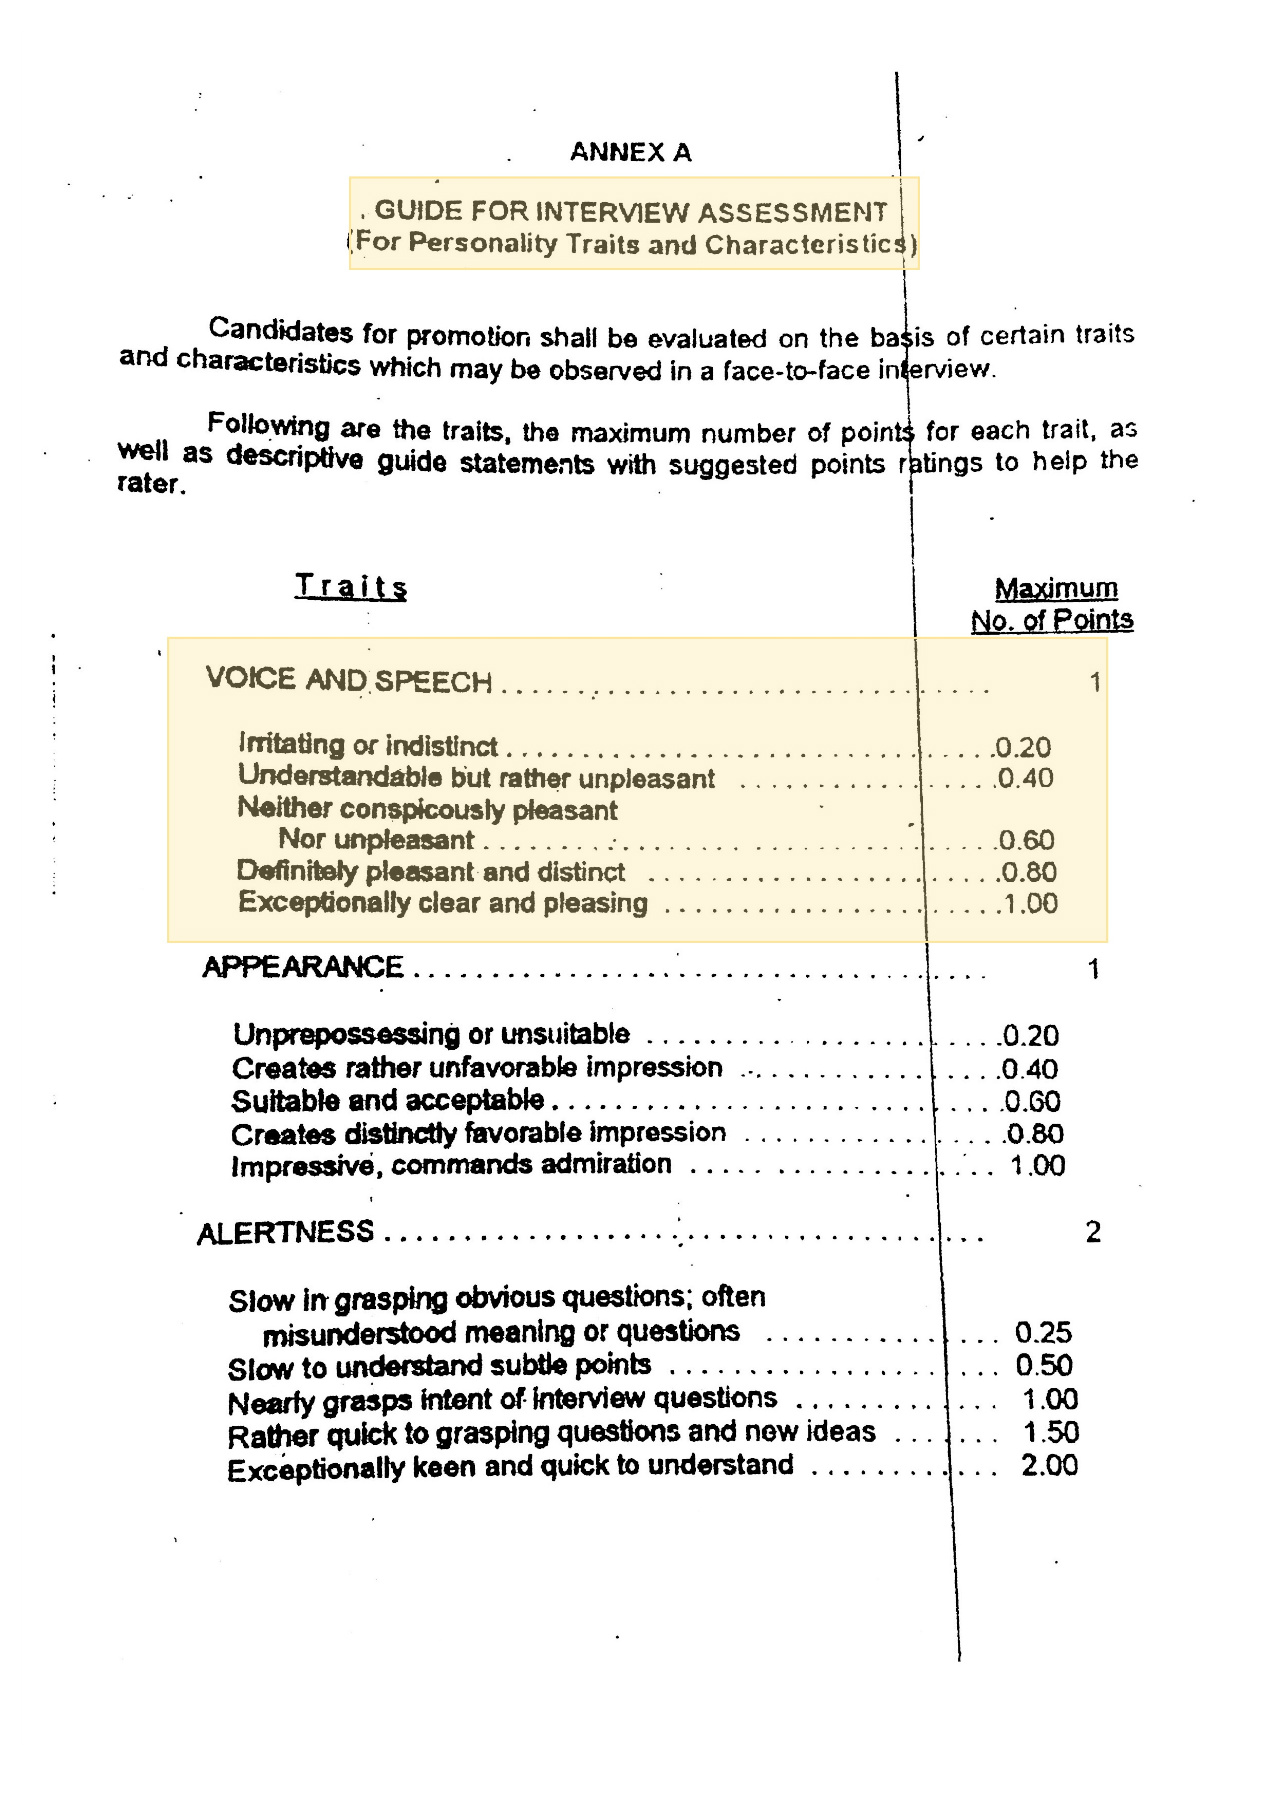 ANNEX A
. GUIDE FOR INTERVIEW ASSESSMENT
(For Personality Traits and Characteristics)
Candidates for promotion shall be evaluated on the basis of certain traits
and characteristics which may be observed in a face-to-face interview.
Following are the traits, the maximum number of points for each trait, as
well as descriptive guide statements with suggested points ratings to help the
rater.
Traits Maximum
No. of Points
VOICE AND SPEECH . . . . . . . . . . . . . . . . . . . . . . . . . . . . . . . . 1
Irritating or indistinct . . . . . . . . . . . . . . . . . . . . . . . . . . . . . . .0.20
Understandable but rather unpleasant . . . . . . . . . . . . . . . . .0.40
Neither conspicously pleasant
Nor unpleasant . . . . . . . . . . . . . . . . . . . . . . . . . . . . . . . . .0.60
Definitely pleasant and distinct . . . . . . . . . . . . . . . . . . . . . . .0.80
Exceptionally clear and pleasing . . . . . . . . . . . . . . . . . . . . . .1.00
APPEARANCE . . . . . . . . . . . . . . . . . . . . . . . . . . . . . . . . . . . . . 1
Unprepossessing or unsuitable . . . . . . . . . . . . . . . . . . . . . . .0.20
Creates rather unfavorable impression . . . . . . . . . . . . . . . . .0.40
Suitable and acceptable . . . . . . . . . . . . . . . . . . . . . . . . . . . . .0.60
Creates distinctly favorable impression . . . . . . . . . . . . . . . . .0.80
Impressive, commands admiration . . . . . . . . . . . . . . . . . . . . 1.00
ALERTNESS . . . . . . . . . . . . . . . . . . . . . . . . . . . . . . . . . . . . . . . 2
Slow in grasping obvious questions; often
misunderstood meaning or questions . . . . . . . . . . . . . . . 0.25
Slow to understand subtle points . . . . . . . . . . . . . . . . . . . . . 0.50
Nearly grasps intent of interview questions . . . . . . . . . . . . . 1.00
Rather quick to grasping questions and new ideas . . . . . . . 1.50
Exceptionally keen and quick to understand . . . . . . . . . . . . 2.00